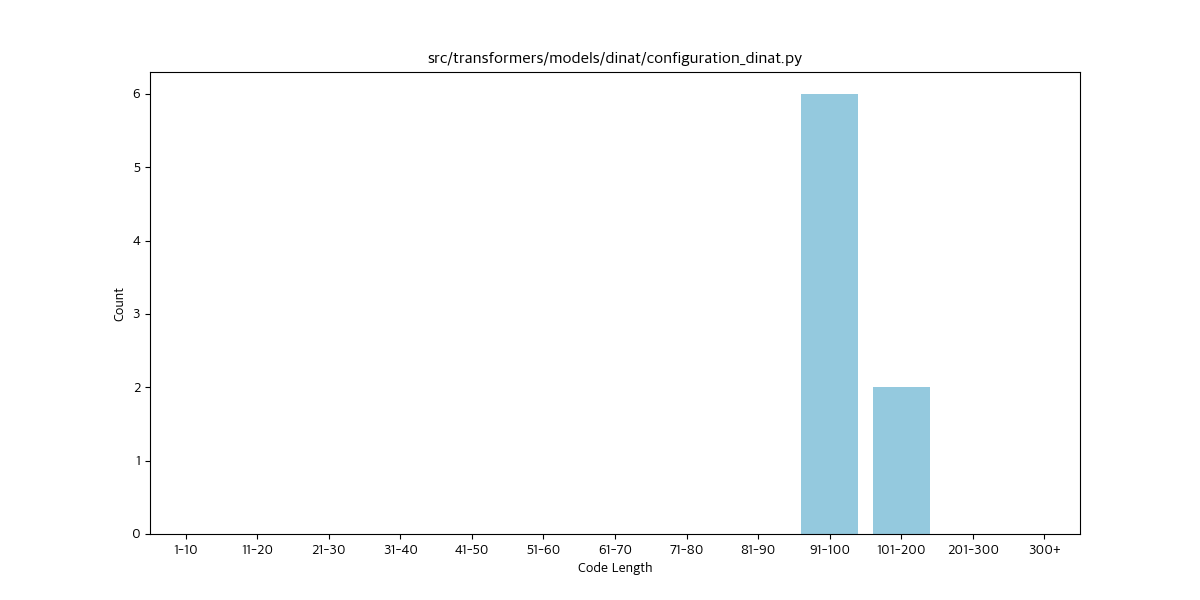 src/transformers/models/dinat/configuration_dinat.py
6
5
4
3
2
1
0
Count
1-10 11-20 21-30 31-40 41-50 51-60 61-70 71-80 81-90 91-100 101-200 201-300 300+
Code Length